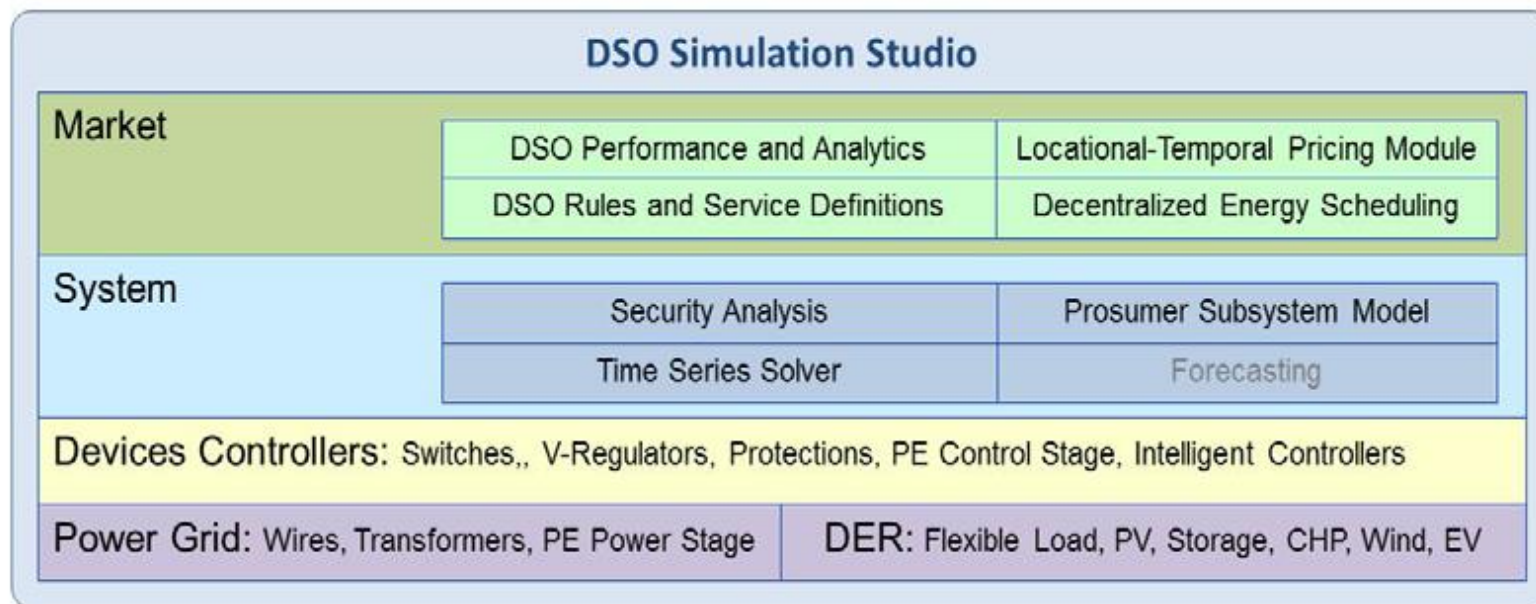 DSO Simulation Studio
Market
DSO Performance and Analytics
Locational-Temporal Pricing Module
DSO Rules and Service Definitions
Decentralized Energy Scheduling
System
Security Analysis
Prosumer Subsystem Model
Time Series Solver
Forecasting
Devices Controllers: Switches,, V-Regulators, Protections, PE Control Stage, Intelligent Controllers
Power Grid: Wires, Transformers, PE Power Stage
DER: Flexible Load, PV, Storage, CHP, Wind, EV